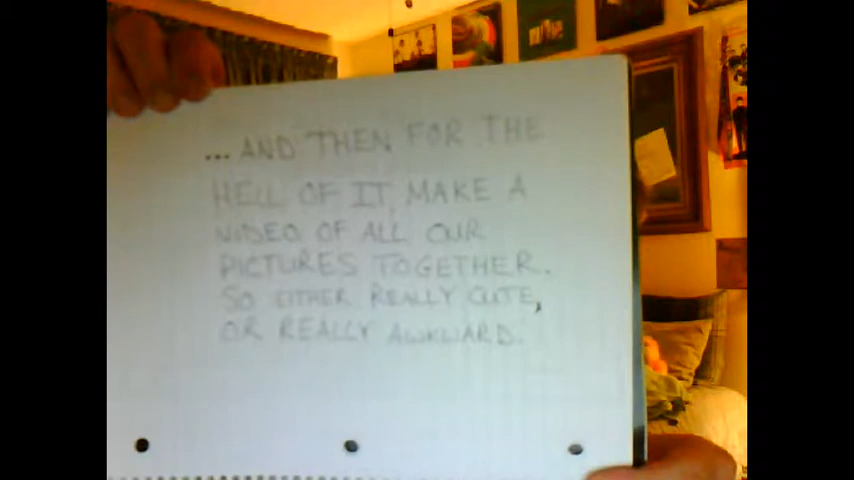 ...AND THEN FOR THE
HELL OF IT, MAKE A
VIDEO OF ALL OUR
PICTURES TOGETHER.
SO EITHER REALLY CUTE,
OR REALLY AWKWARD.